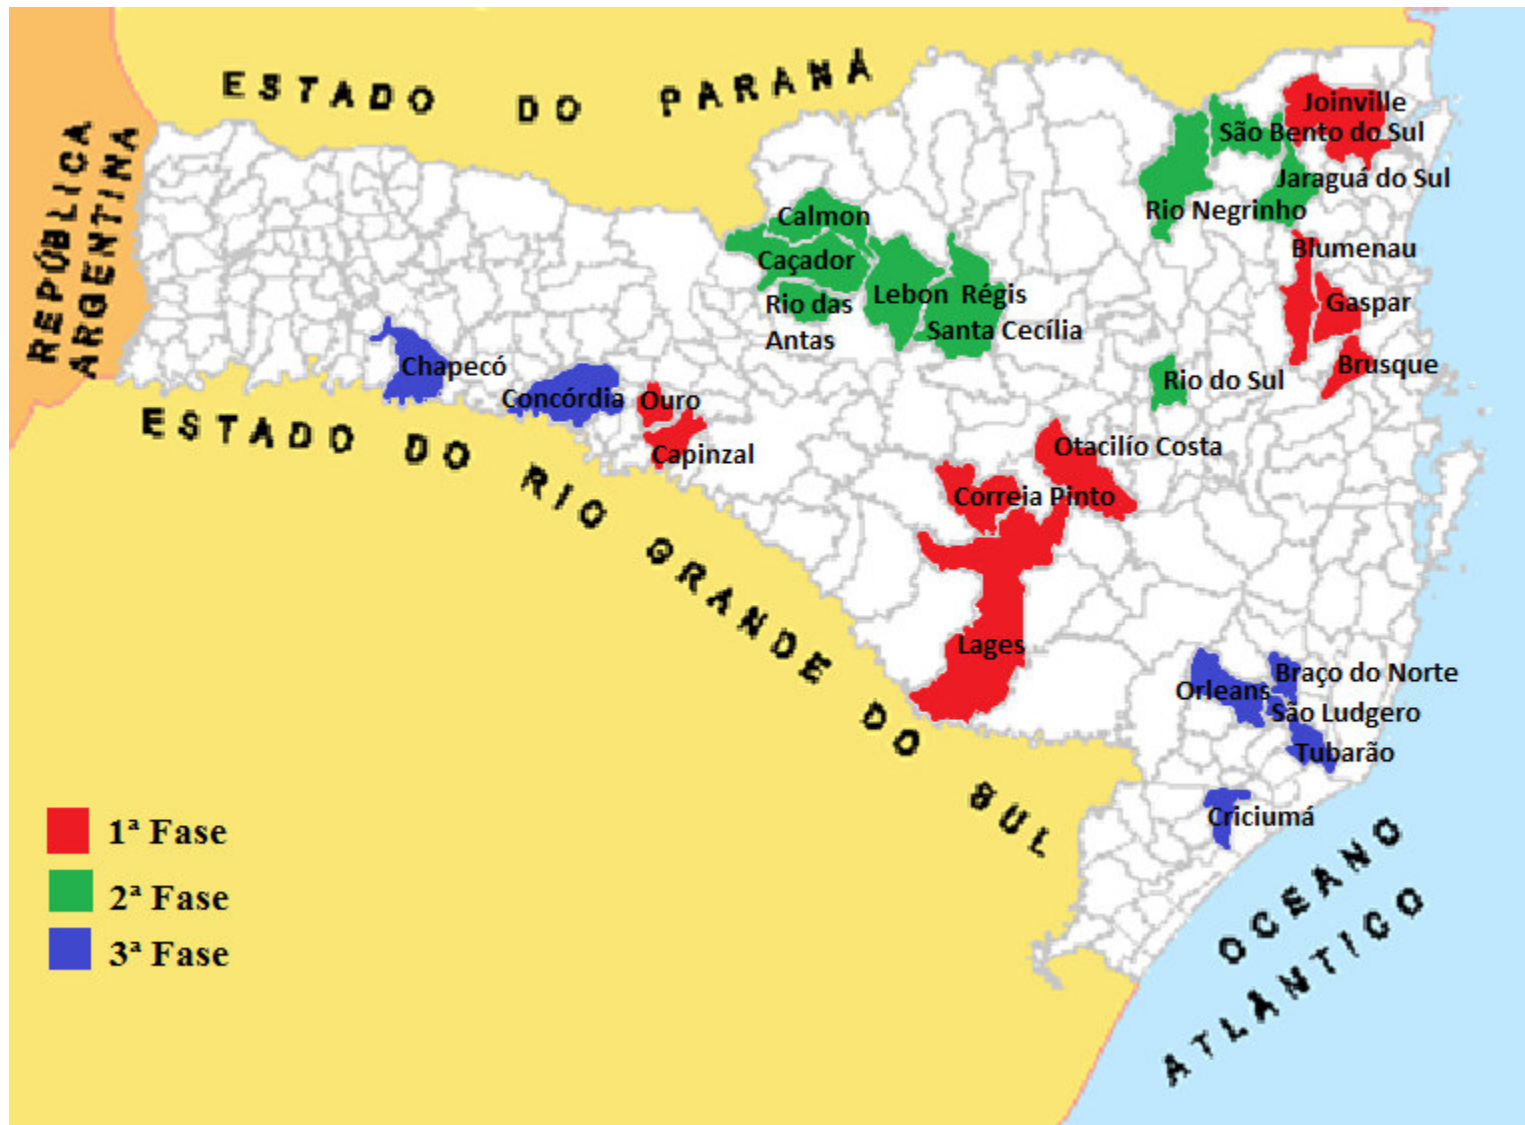 ESTADO DO PARANÁ
REPÚBLICA
ARGENTINA
Joinville
São Bento do Sul
Jaraguá do Sul
Rio Negrinho
Calmon
Blumenau
Caçador
Lebon Régis
Gaspar
Rio das
Antas
Santa Cecília
Chapecó
Brusque
Rio do Sul
Concórdia
Ouro
Capinzal
ESTADO DO RIO GRANDE DO SUL
Otacilío Costa
Correia Pinto
Lages
Braço do Norte
Orleans
São Ludgero
Tubarão
Criciumá
1ª Fase
2ª Fase
3ª Fase
OCEANO
ATLANTICO